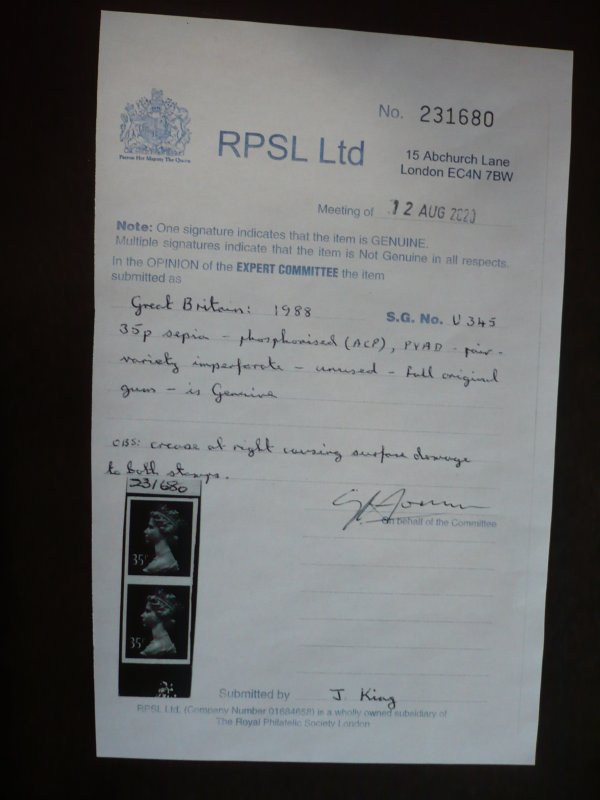 No. 231680
Patron Her Majesty The Queen
RPSL Ltd
15 Abchurch Lane
London EC4N 7BW
Meeting of 12 AUG 2020
Note: One signature indicates that the item is GENUINE.
Multiple signatures indicate that the item is Not Genuine in all respects.
In the OPINION of the EXPERT COMMITTEE the item
submitted as
Great Britain: 1988 S.G. No. U345
35p sepia - phosphorised (ACP), PVAD - pair -
variety imperforate - unused - full original
gum - is Genuine
OBS: crease at right causing surface damage
to both stamps.
231680
on behalf of the Committee
35P
35P
Submitted by J. King
RPSL Ltd. (Company Number 01684658) is a wholly owned subsidiary of
The Royal Philatelic Society London